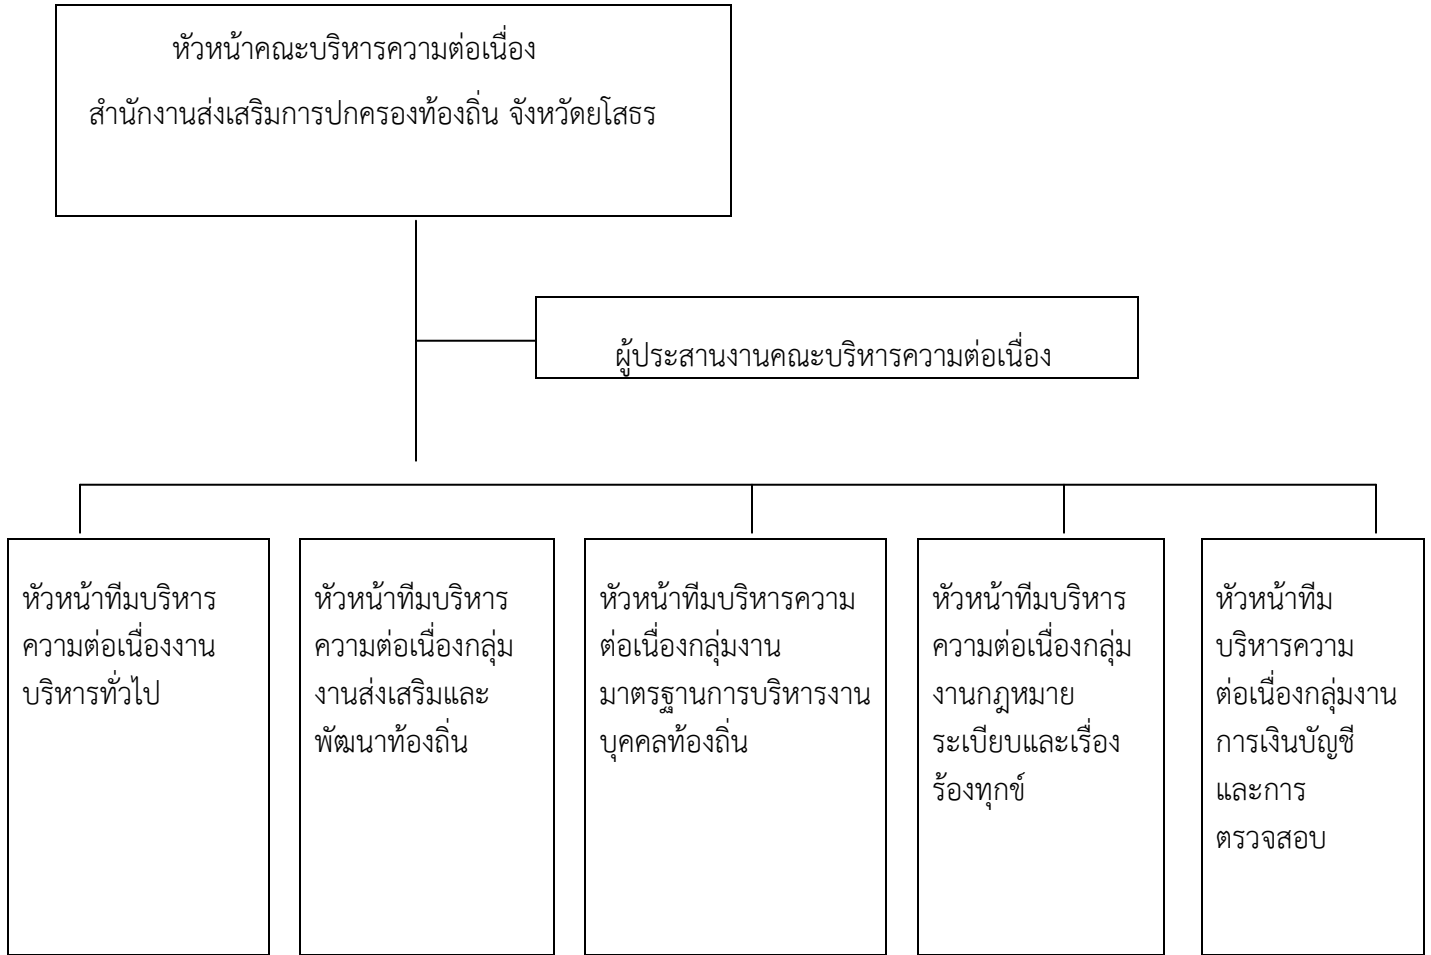 หัวหน้าคณะบริหารความต่อเนื่อง
สำนักงานส่งเสริมการปกครองท้องถิ่น จังหวัดยโสธร
ผู้ประสานงานคณะบริหารความต่อเนื่อง
หัวหน้าทีมบริหาร
ความต่อเนื่องงาน
บริหารทั่วไป
หัวหน้าทีมบริหาร
ความต่อเนื่องกลุ่ม
งานส่งเสริมและ
พัฒนาท้องถิ่น
หัวหน้าทีมบริหารความ
ต่อเนื่องกลุ่มงาน
มาตรฐานการบริหารงาน
บุคคลท้องถิ่น
หัวหน้าทีมบริหาร
ความต่อเนื่องกลุ่ม
งานกฎหมาย
ระเบียบและเรื่อง
ร้องทุกข์
หัวหน้าทีม
บริหารความ
ต่อเนื่องกลุ่มงาน
การเงินบัญชี
และการ
ตรวจสอบ